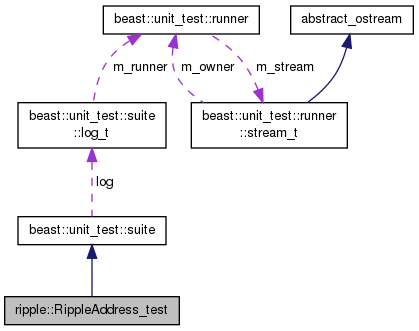 beast::unit_test::runner
abstract_ostream
m_runner
m_owner
m_stream
beast::unit_test::suite
::log_t
beast::unit_test::runner
::stream_t
log
beast::unit_test::suite
ripple::RippleAddress_test